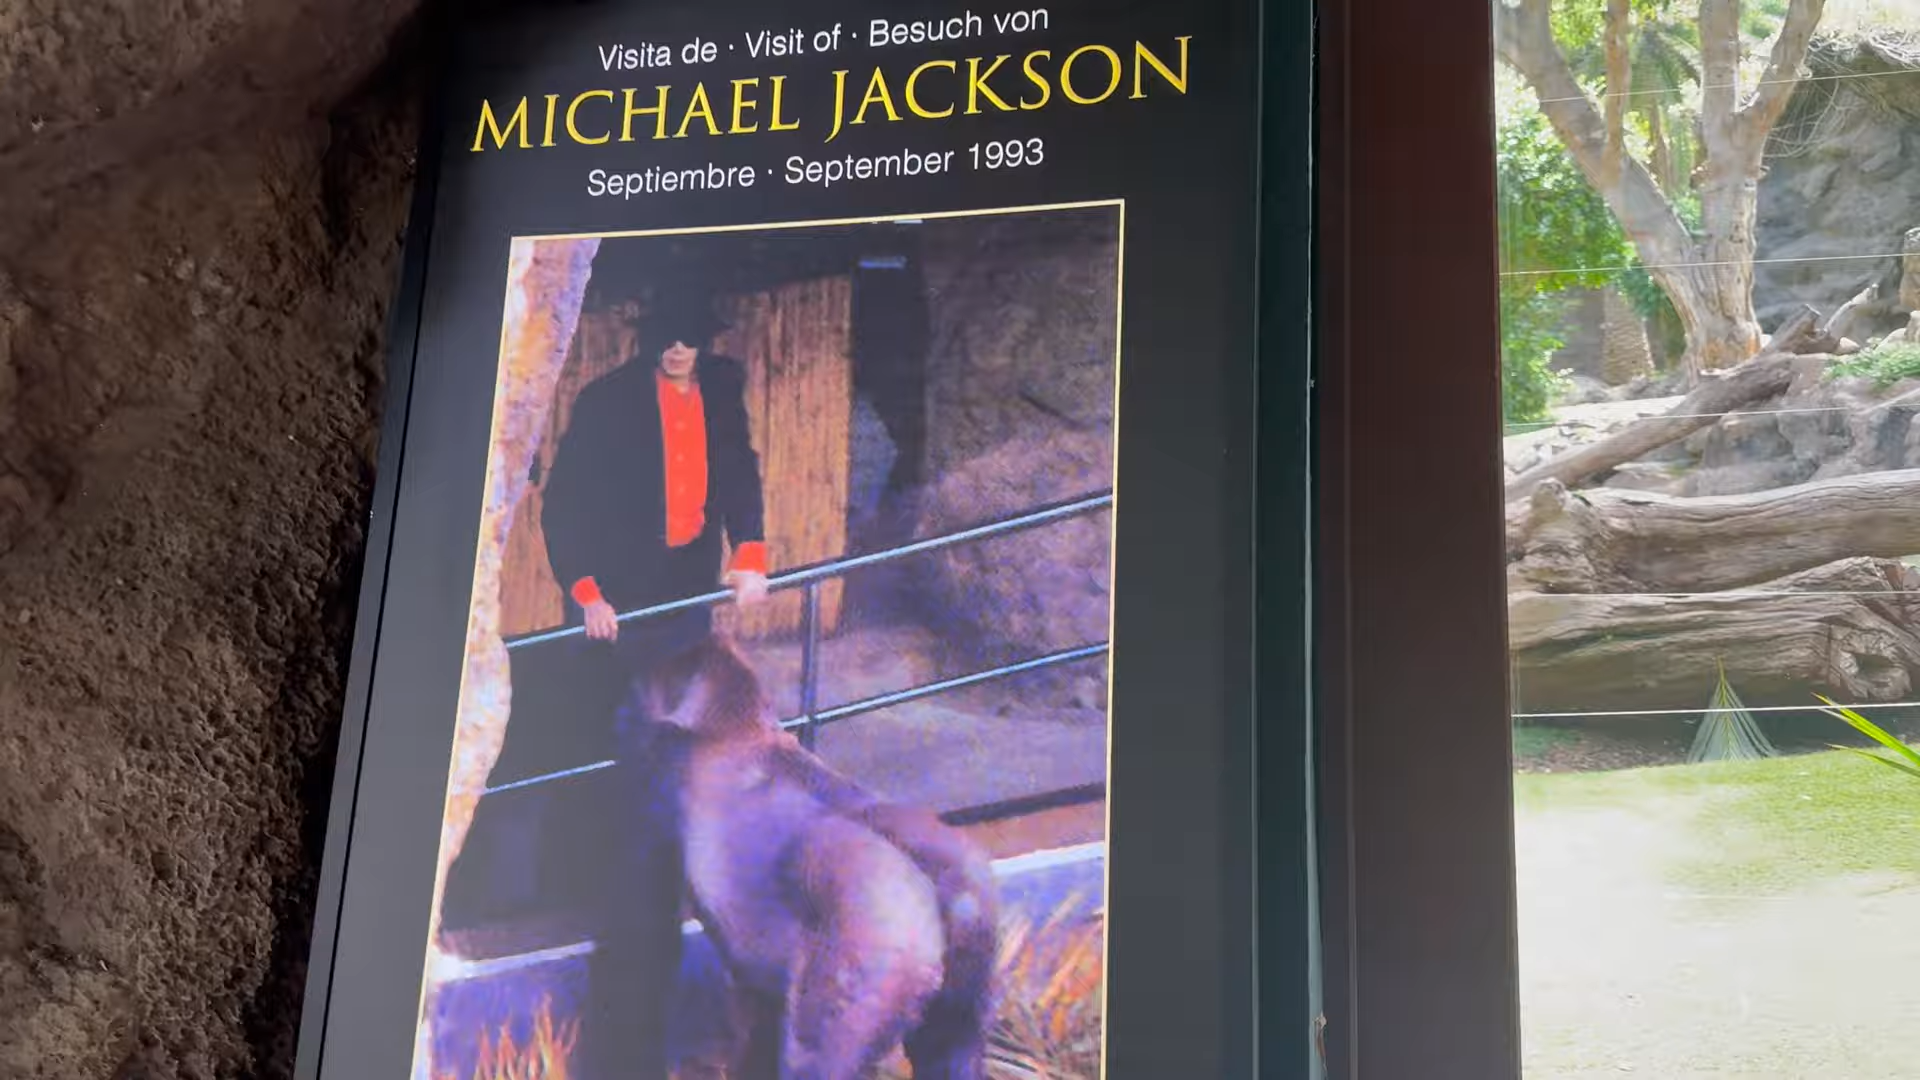 Visita de · Visit of · Besuch von
MICHAEL JACKSON
Septiembre · September 1993